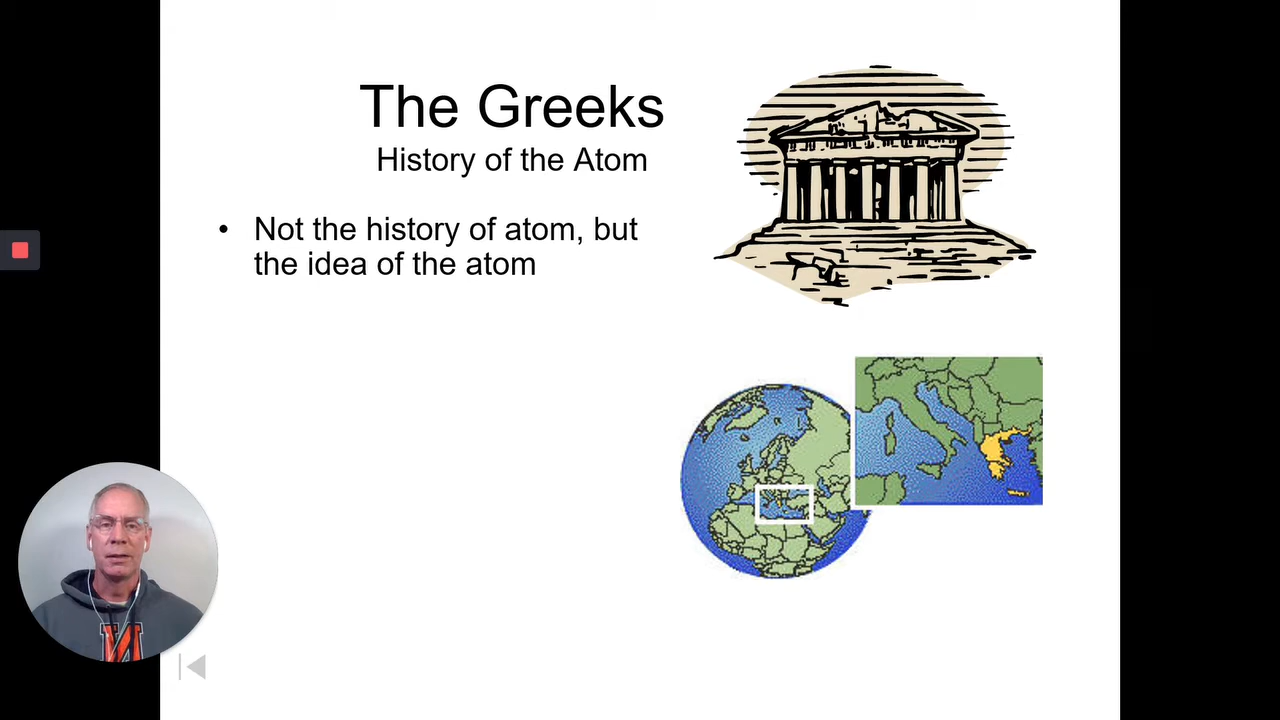 The Greeks
History of the Atom
• Not the history of atom, but
the idea of the atom